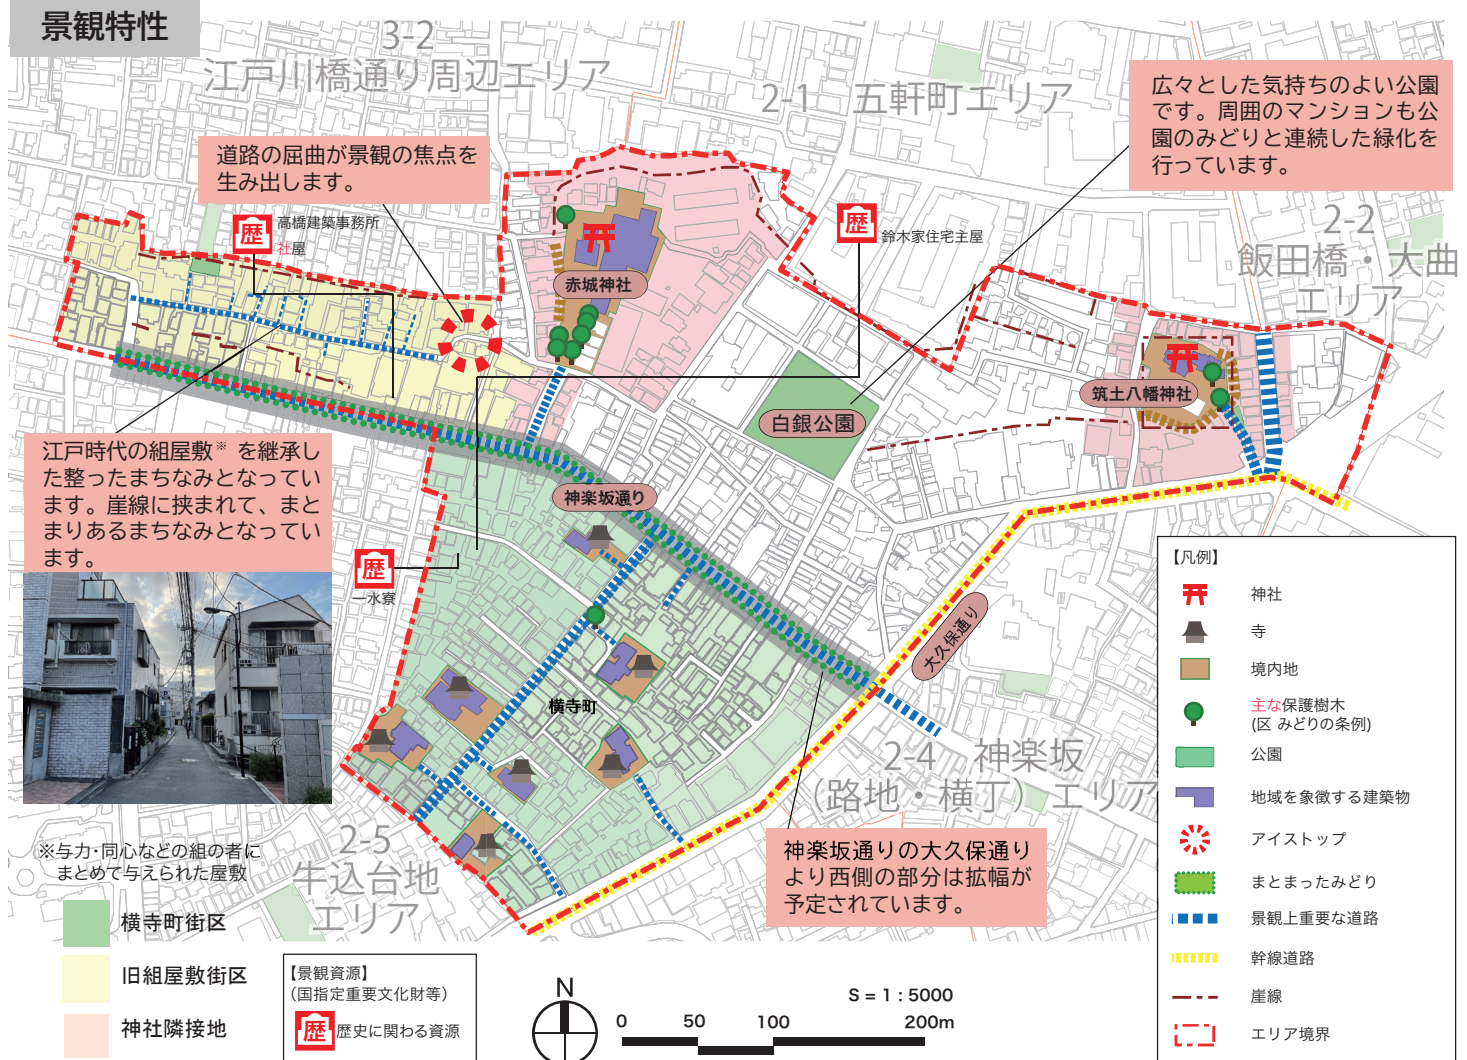 景観特性
3-2
江戸川橋通り周辺エリア
2-1 五軒町エリア
広々とした気持ちのよい公園
です。周囲のマンションも公
園のみどりと連続した緑化を
行っています。
道路の屈曲が景観の焦点を
生み出します。
2-2
飯田橋・大曲
エリア
歴
高橋建築事務所
社屋
歴
鈴木家住宅主屋
赤城神社
筑土八幡神社
白銀公園
江戸時代の組屋敷※ を継承し
た整ったまちなみとなってい
ます。崖線に挟まれて、まと
まりあるまちなみとなってい
ます。
神楽坂通り
歴
一水寮
大久保通り
横寺町
2-4 神楽坂
(路地・横丁)エリア
2-5
牛込台地
エリア
神楽坂通りの大久保通り
より西側の部分は拡幅が
予定されています。
※与力・同心などの組の者に
まとめて与えられた屋敷
横寺町街区
旧組屋敷街区
神社隣接地
【景観資源】
(国指定重要文化財等)
歴 歴史に関わる資源
N
S = 1 : 5000
0 50 100 200m
【凡例】
神社
寺
境内地
主な保護樹木
(区 みどりの条例)
公園
地域を象徴する建築物
アイストップ
まとまったみどり
景観上重要な道路
幹線道路
崖線
エリア境界